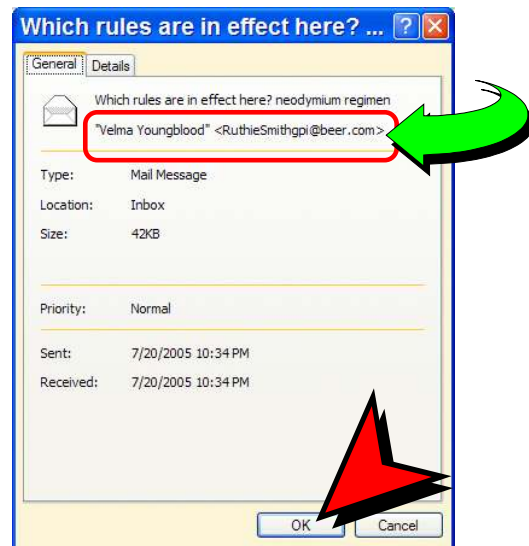 Which rules are in effect here? ...
General Details
Which rules are in effect here? neodymium regimen
"Velma Youngblood" <RuthieSmithgpi@beer.com>
Type: Mail Message
Location: Inbox
Size: 42KB
Priority: Normal
Sent: 7/20/2005 10:34 PM
Received: 7/20/2005 10:34 PM
OK Cancel